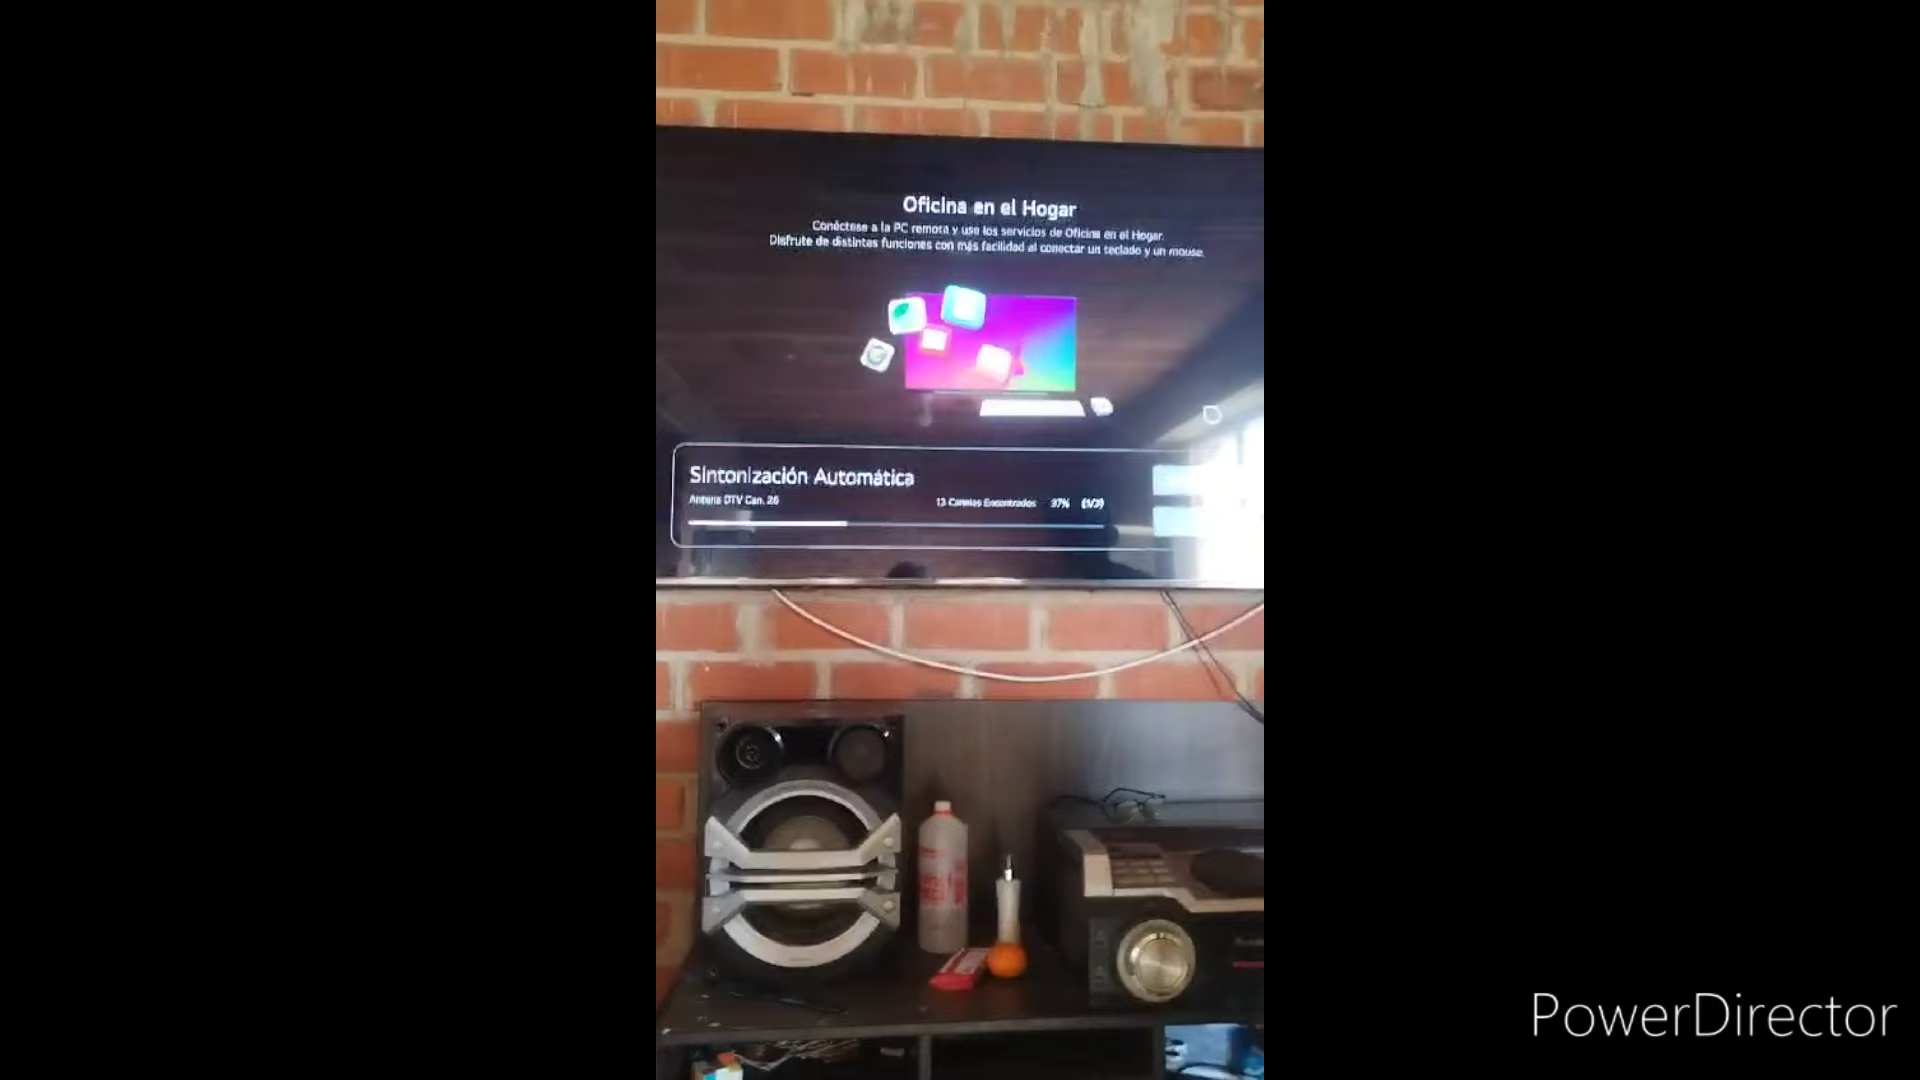 Oficina en el Hogar
Conéctese a la PC remota y use los servicios de Oficina en el Hogar.
Disfrute de distintas funciones con más facilidad al conectar un teclado y un mouse.
Sintonización Automática
Antena DTV Can. 26
13 Canales Encontrados 37% (1/3)
PowerDirector